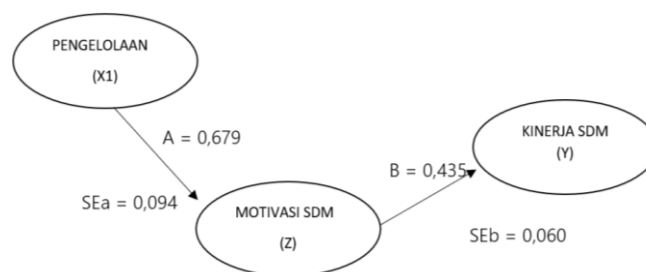 PENGELOLAAN
(X1)
A = 0,679
SEa = 0,094
MOTIVASI SDM
(Z)
B = 0,435
KINERJA SDM
(Y)
SEb = 0,060